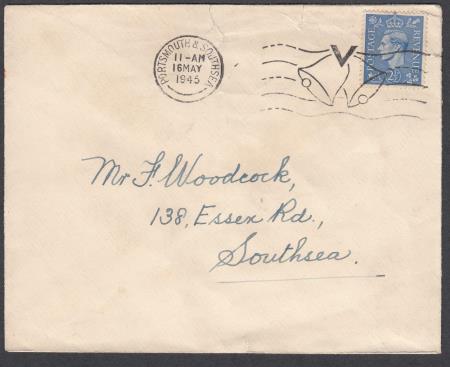 PORTSMOUTH & SOUTHSEA
11-AM
16 MAY
1945
V
POSTAGE REVENUE
2½D
Mr F. Woodcock,
138, Essex Rd.,
Southsea.